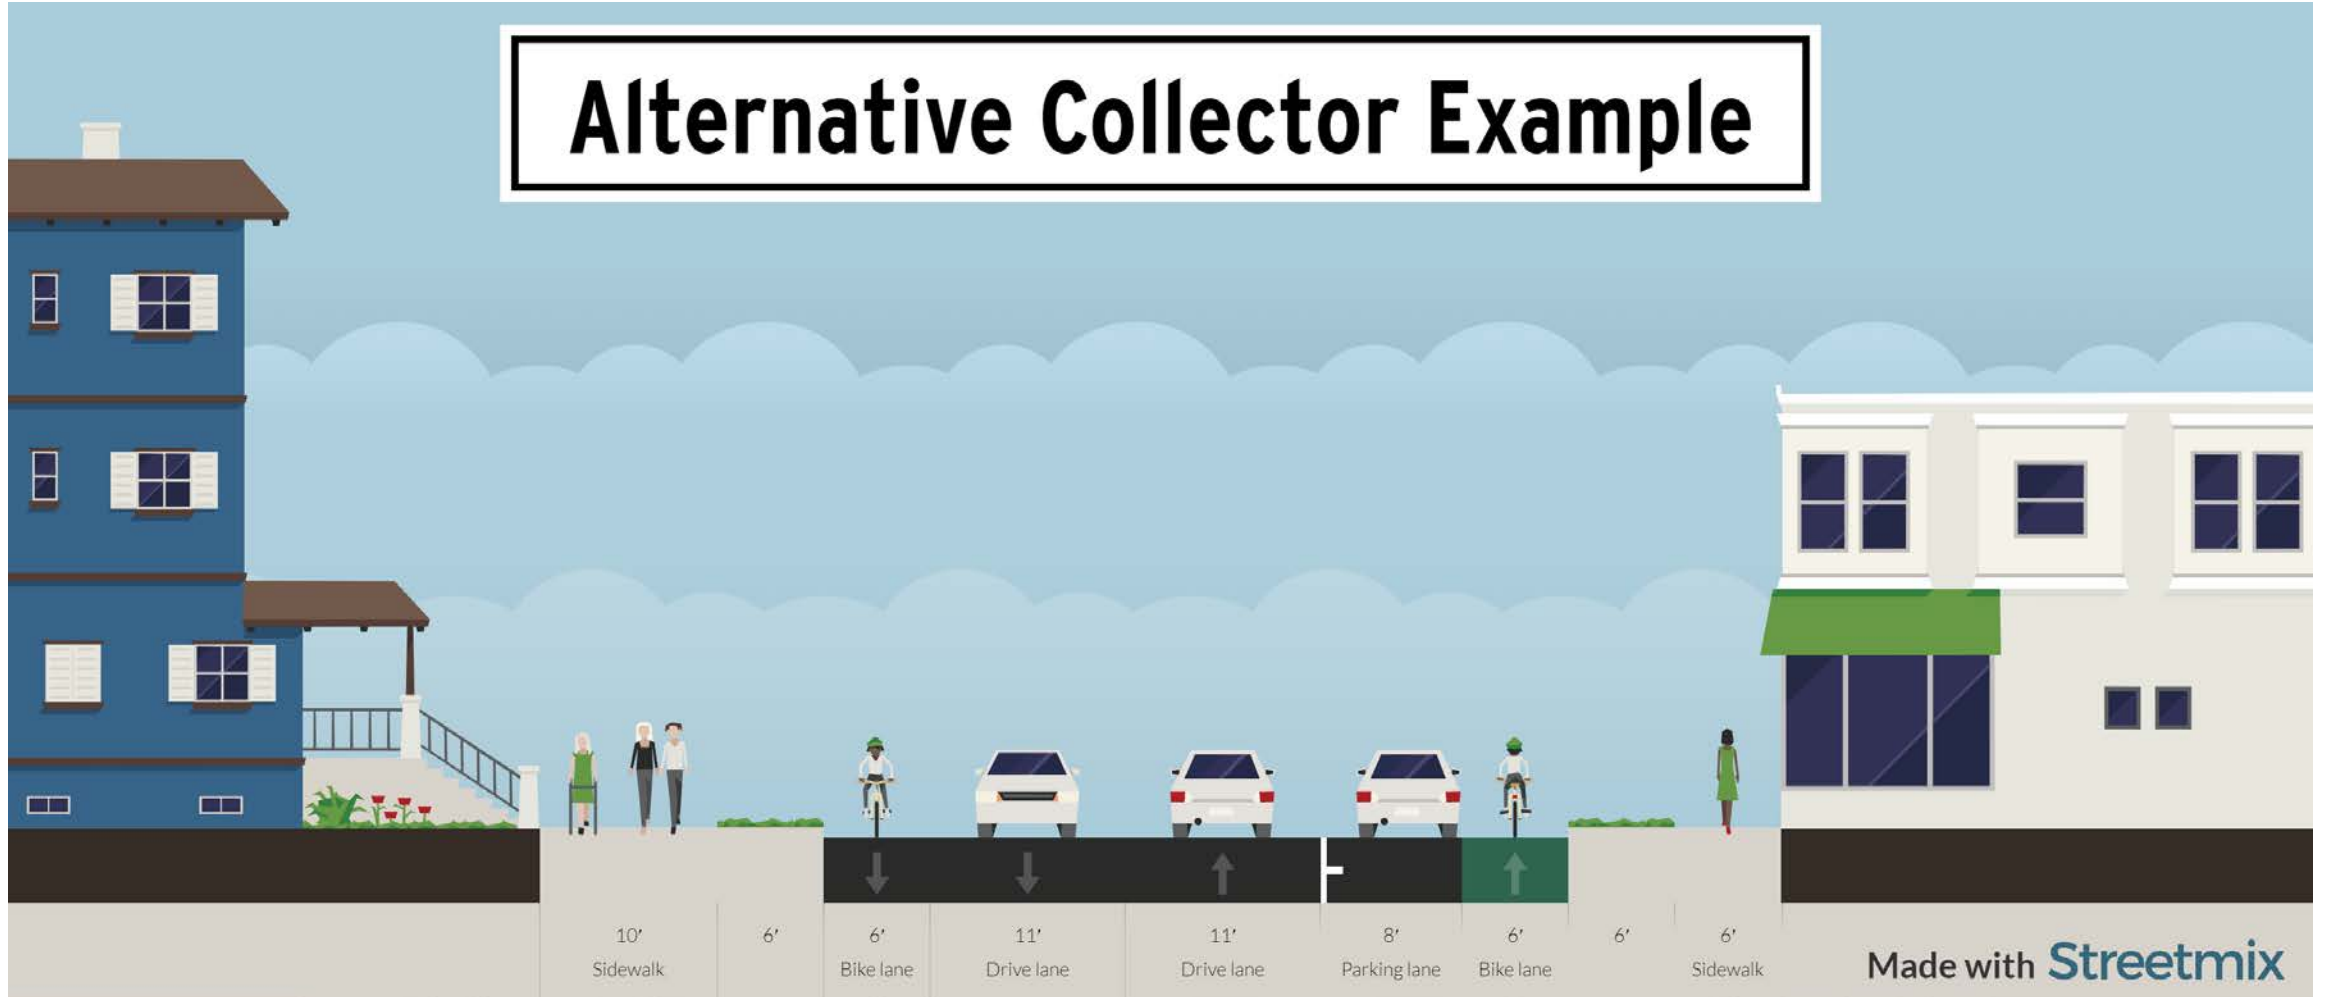 Alternative Collector Example
10′ 6′ 6′ 11′ 11′ 8′ 6′ 6′ 6′
Sidewalk Bike lane Drive lane Drive lane Parking lane Bike lane Sidewalk
Made with Streetmix